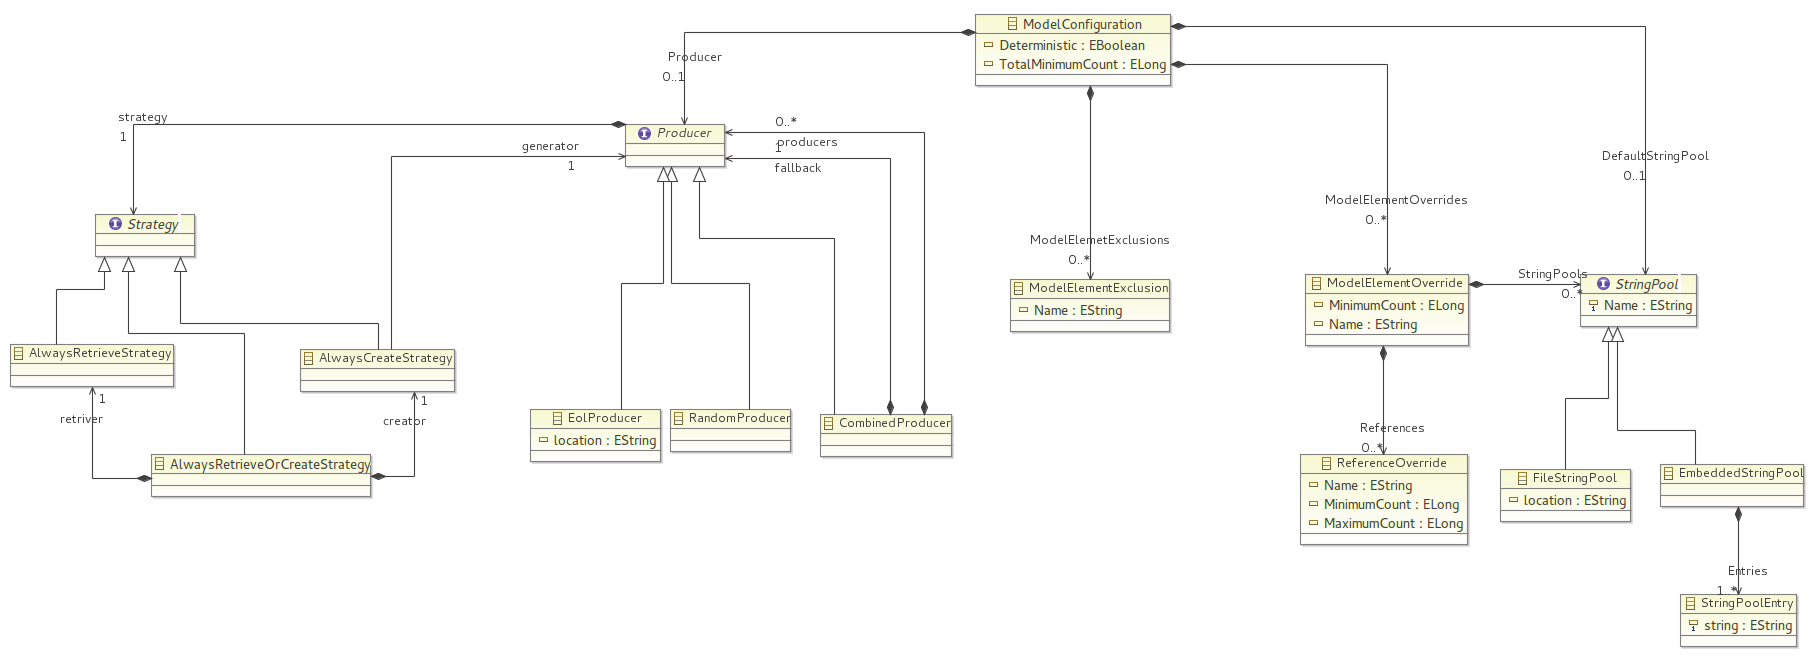 ModelConfiguration
Deterministic : EBoolean
TotalMinimumCount : ELong
Producer
0..1
strategy
1
generator
1
Producer
0..*
producers
1
fallback
DefaultStringPool
0..1
ModelElementOverrides
0..*
ModelElemetExclusions
0..*
Strategy
ModelElementExclusion
Name : EString
ModelElementOverride
MinimumCount : ELong
Name : EString
StringPools
0..*
StringPool
Name : EString
AlwaysRetrieveStrategy
AlwaysCreateStrategy
1
retriver
1
creator
AlwaysRetrieveOrCreateStrategy
EolProducer
location : EString
RandomProducer
CombinedProducer
References
0..*
ReferenceOverride
Name : EString
MinimumCount : ELong
MaximumCount : ELong
FileStringPool
location : EString
EmbeddedStringPool
Entries
1..*
StringPoolEntry
string : EString